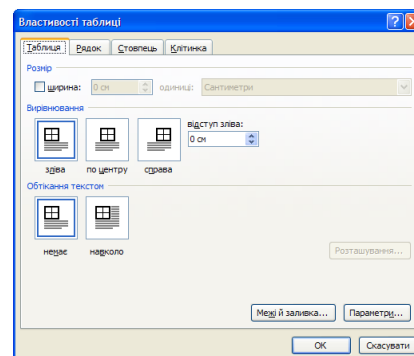 Властивості таблиці
Таблиця Рядок Стовпець Клітинка
Розмір
ширина: 0 см одиниці: Сантиметри
Вирівнювання
відступ зліва:
0 см
зліва по центру справа
Обтікання текстом
немає навколо
Розташування...
Межі й заливка... Параметри...
ОК Скасувати